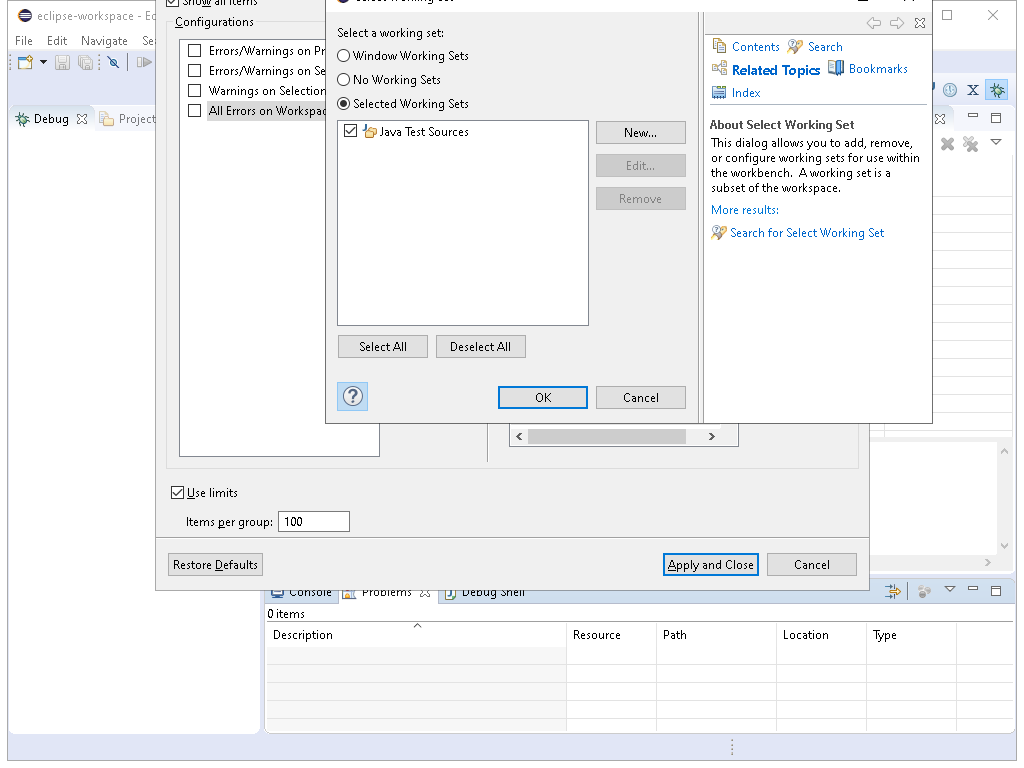 eclipse-workspace - Ec
File Edit Navigate Se
Debug
Project
Show all items
Configurations
Errors/Warnings on Pr
Errors/Warnings on Se
Warnings on Selection
All Errors on Workspac
Select Working Set
Select a working set:
Window Working Sets
No Working Sets
Selected Working Sets
Java Test Sources
New...
Edit...
Remove
Select All
Deselect All
OK
Cancel
Contents
Search
Related Topics
Bookmarks
Index
About Select Working Set
This dialog allows you to add, remove,
or configure working sets for use within
the workbench. A working set is a
subset of the workspace.
More results:
Search for Select Working Set
Use limits
Items per group: 100
Restore Defaults
Apply and Close
Cancel
Console
Problems
Debug Shell
0 items
Description Resource Path Location Type